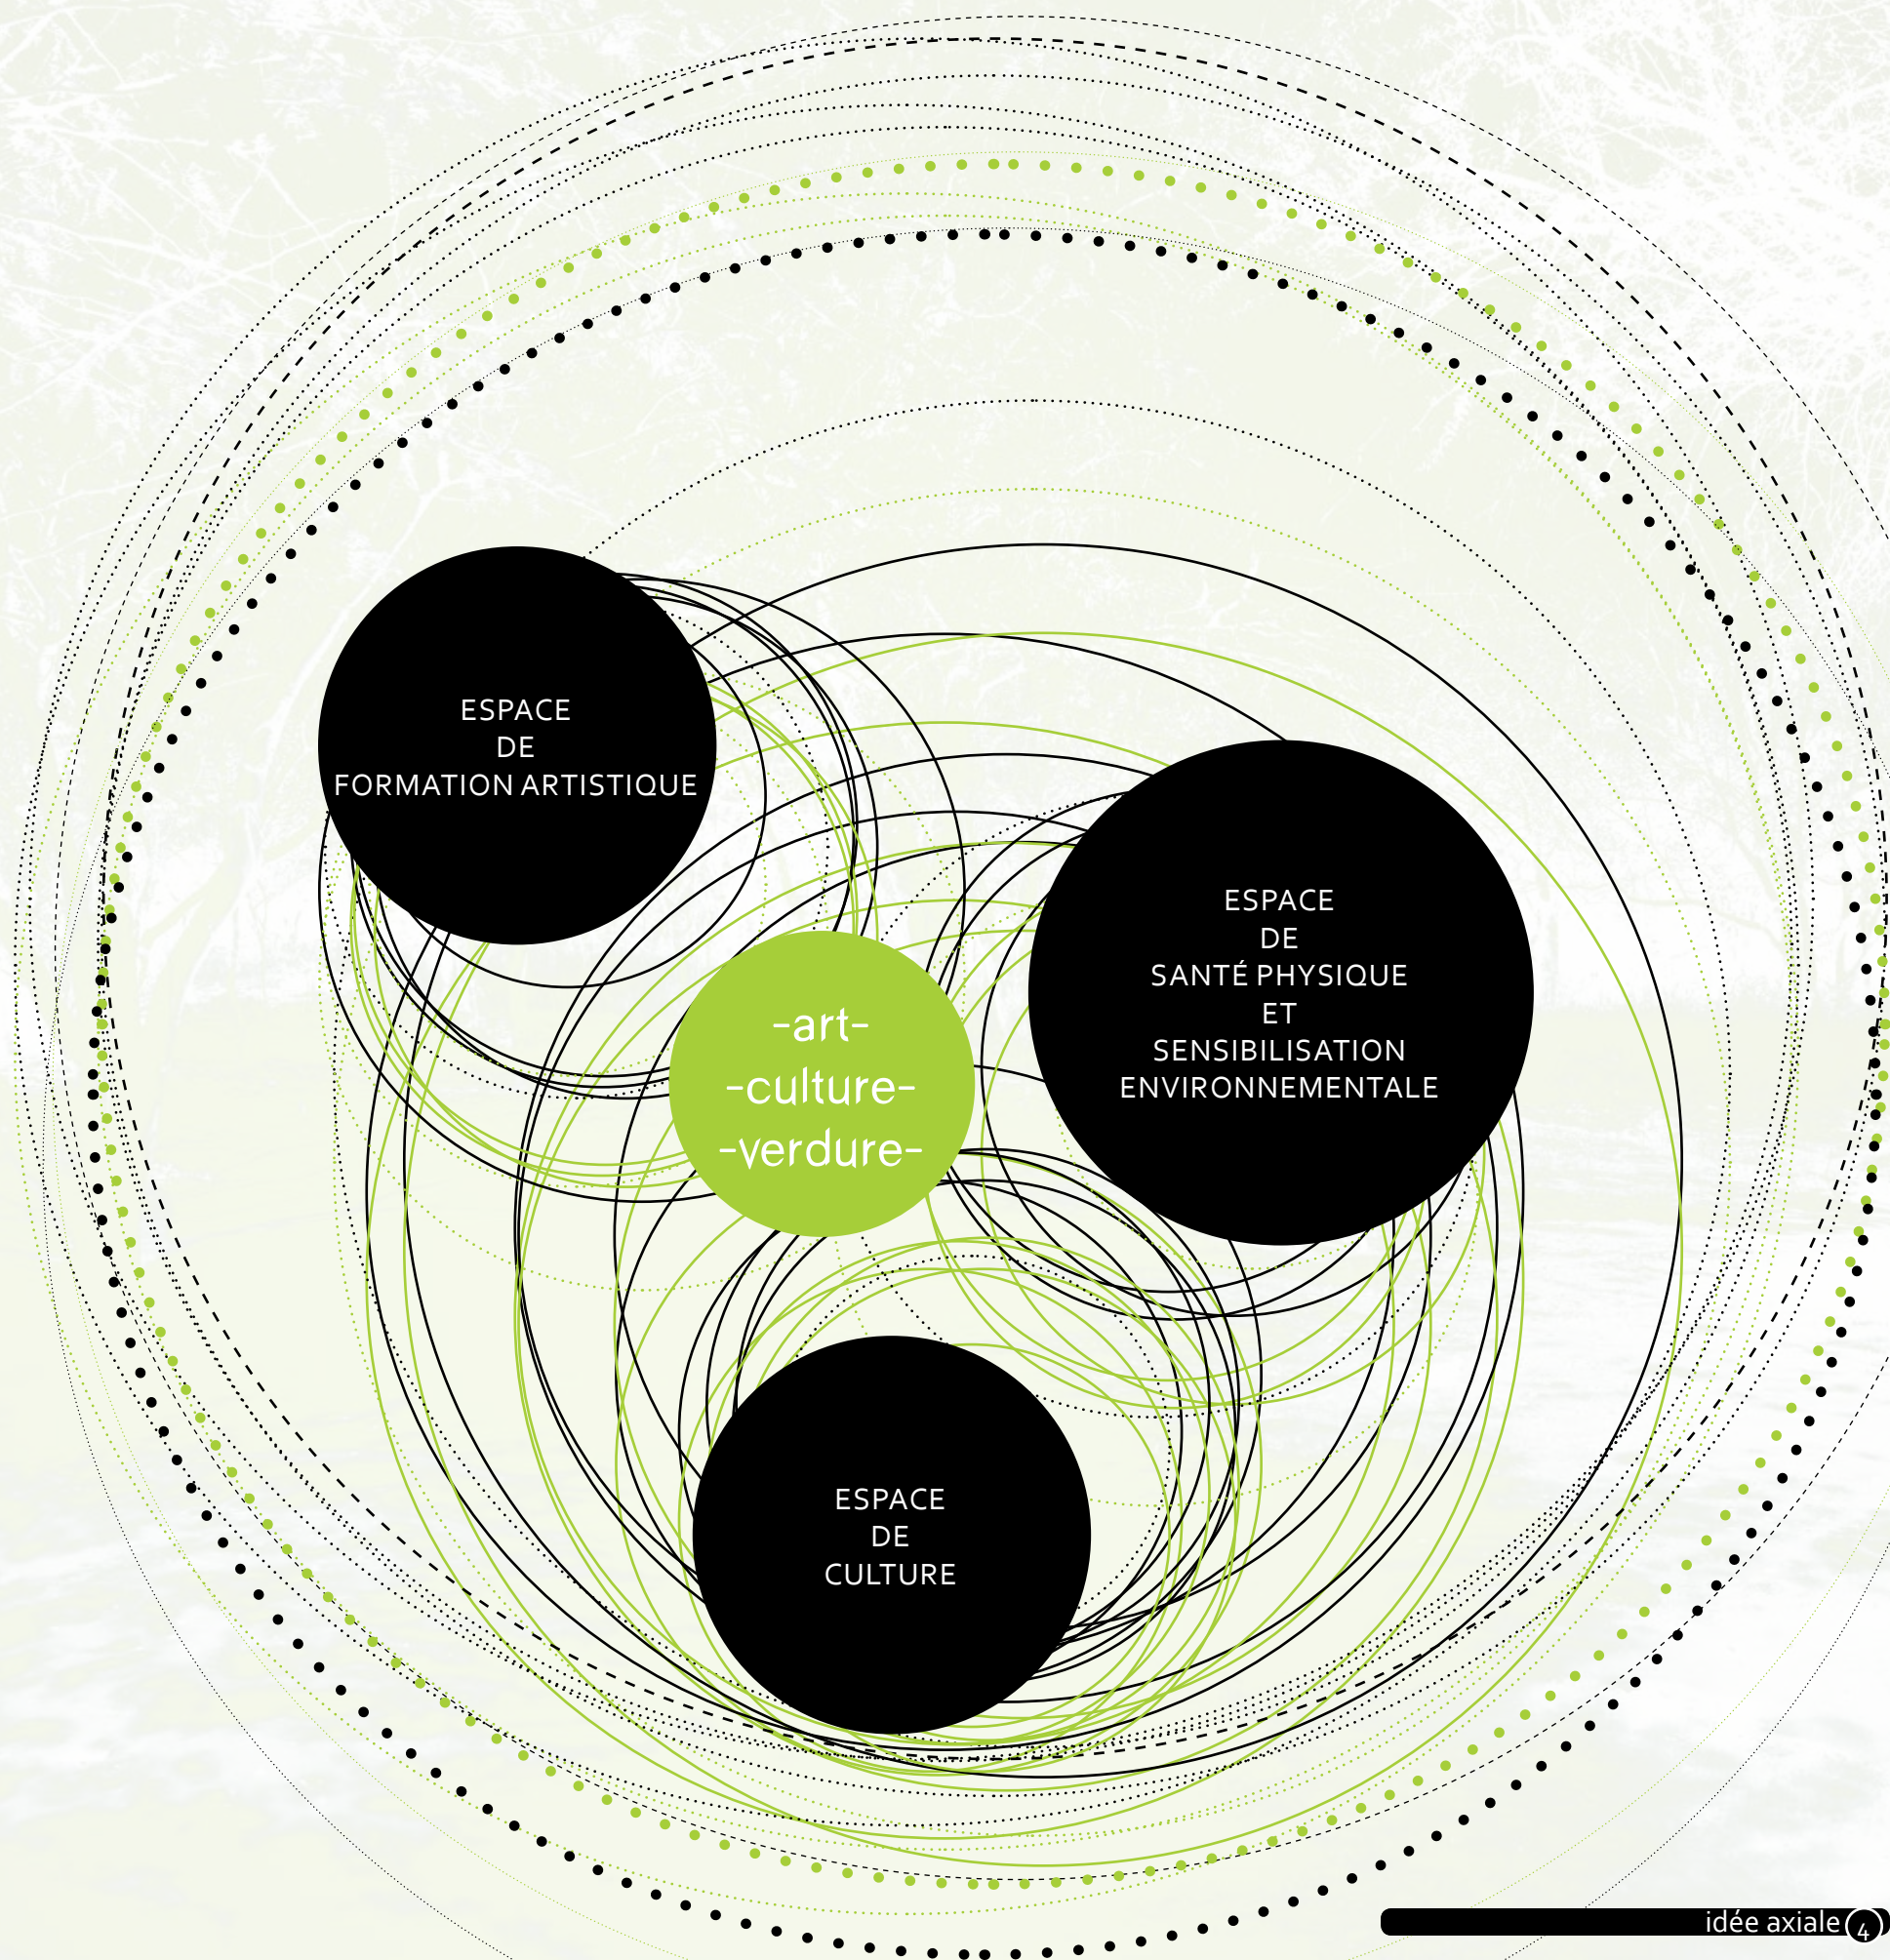 ESPACE
DE
FORMATION ARTISTIQUE
ESPACE
DE
SANTÉ PHYSIQUE
ET
SENSIBILISATION
ENVIRONNEMENTALE
-art-
-culture-
-verdure-
ESPACE
DE
CULTURE
idée axiale 4